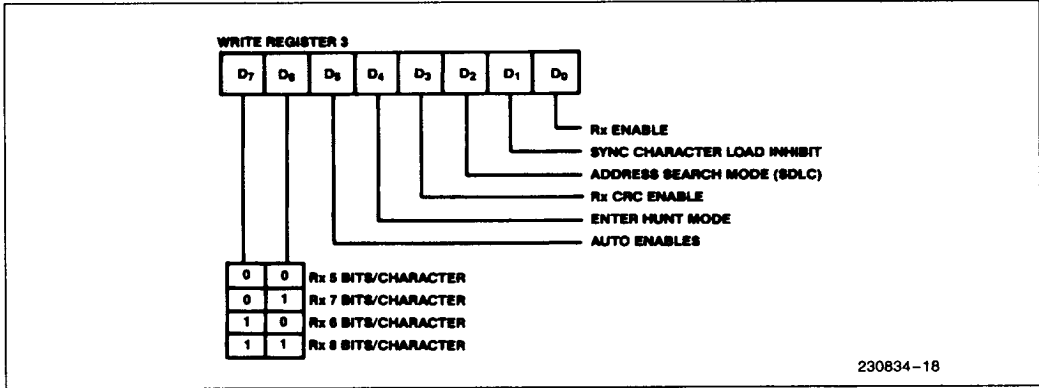 WRITE REGISTER 3
D7 D6 D5 D4 D3 D2 D1 D0
Rx ENABLE
SYNC CHARACTER LOAD INHIBIT
ADDRESS SEARCH MODE (SDLC)
Rx CRC ENABLE
ENTER HUNT MODE
AUTO ENABLES
0 0 Rx 5 BITS/CHARACTER
0 1 Rx 7 BITS/CHARACTER
1 0 Rx 6 BITS/CHARACTER
1 1 Rx 8 BITS/CHARACTER
230834-18